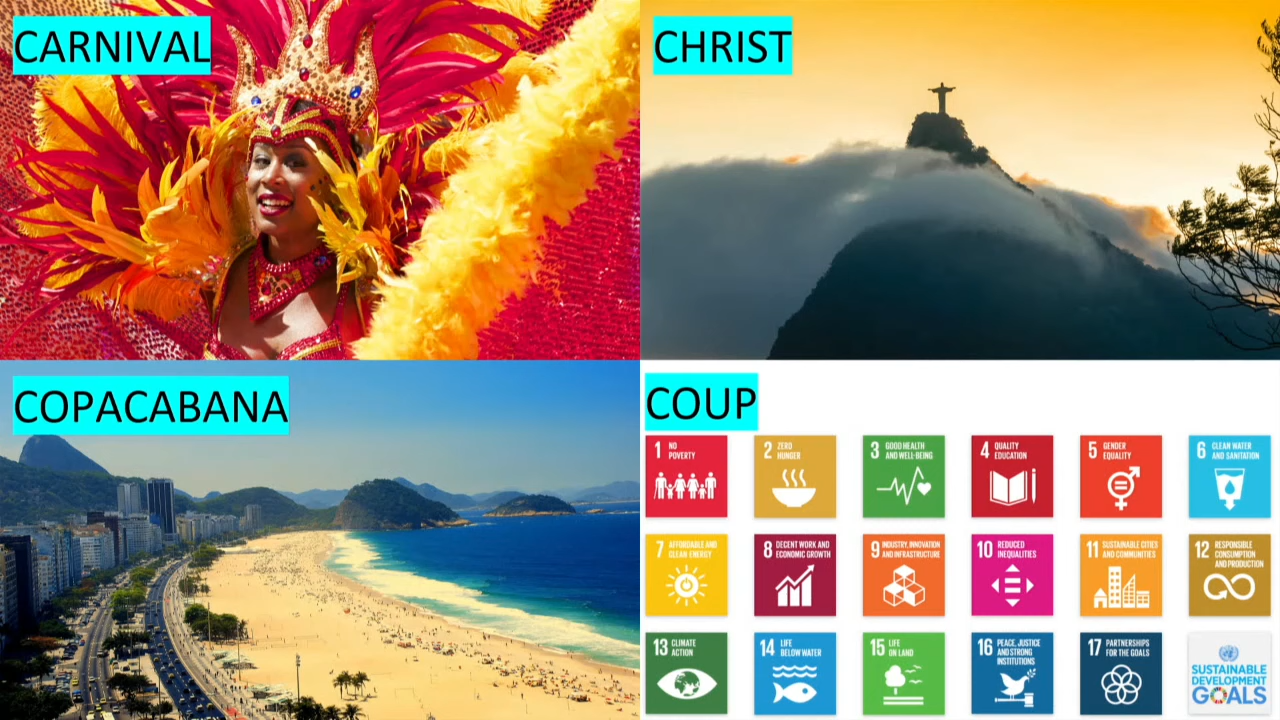 CARNIVAL
CHRIST
COPACABANA
COUP
1 NO
POVERTY
2 ZERO
HUNGER
3 GOOD HEALTH
AND WELL-BEING
4 QUALITY
EDUCATION
5 GENDER
EQUALITY
6 CLEAN WATER
AND SANITATION
7 AFFORDABLE AND
CLEAN ENERGY
8 DECENT WORK AND
ECONOMIC GROWTH
9 INDUSTRY, INNOVATION
AND INFRASTRUCTURE
10 REDUCED
INEQUALITIES
11 SUSTAINABLE CITIES
AND COMMUNITIES
12 RESPONSIBLE
CONSUMPTION
AND PRODUCTION
13 CLIMATE
ACTION
14 LIFE
BELOW WATER
15 LIFE
ON LAND
16 PEACE, JUSTICE
AND STRONG
INSTITUTIONS
17 PARTNERSHIPS
FOR THE GOALS
SUSTAINABLE
DEVELOPMENT
GOALS